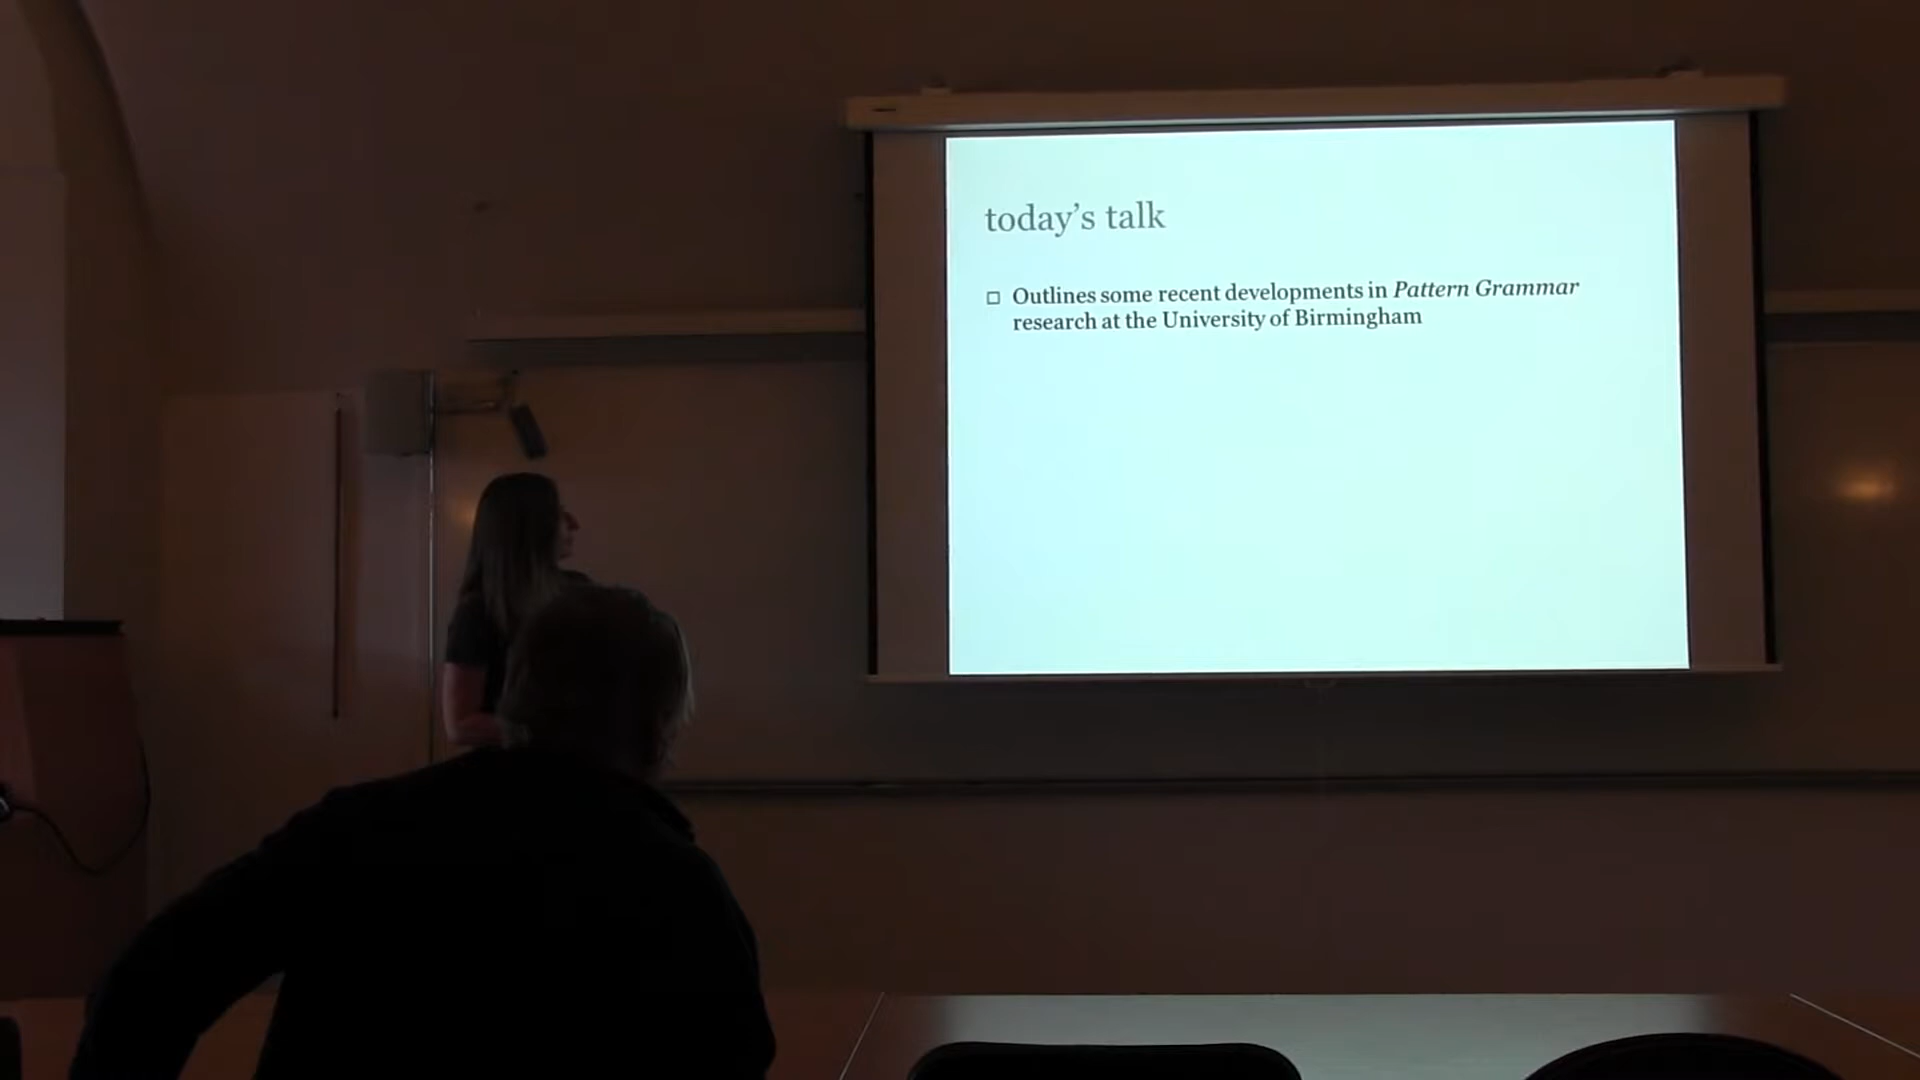 today's talk
Outlines some recent developments in Pattern Grammar
research at the University of Birmingham